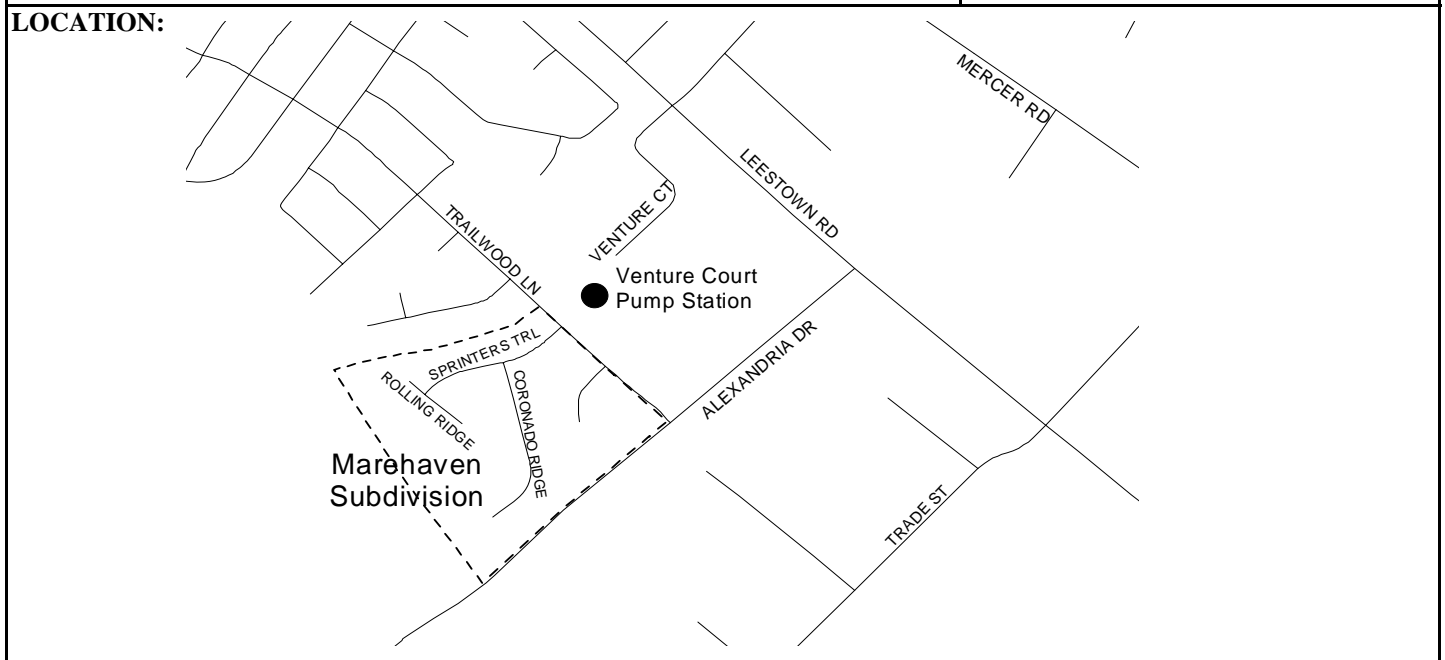 LOCATION:
MERCER RD
LEESTOWN RD
VENTURE CT
TRAILWOOD LN
Venture Court
Pump Station
SPRINTERS TRL
ALEXANDRIA DR
ROLLING RIDGE
CORONADO RIDGE
Marehaven
Subdivision
TRADE ST